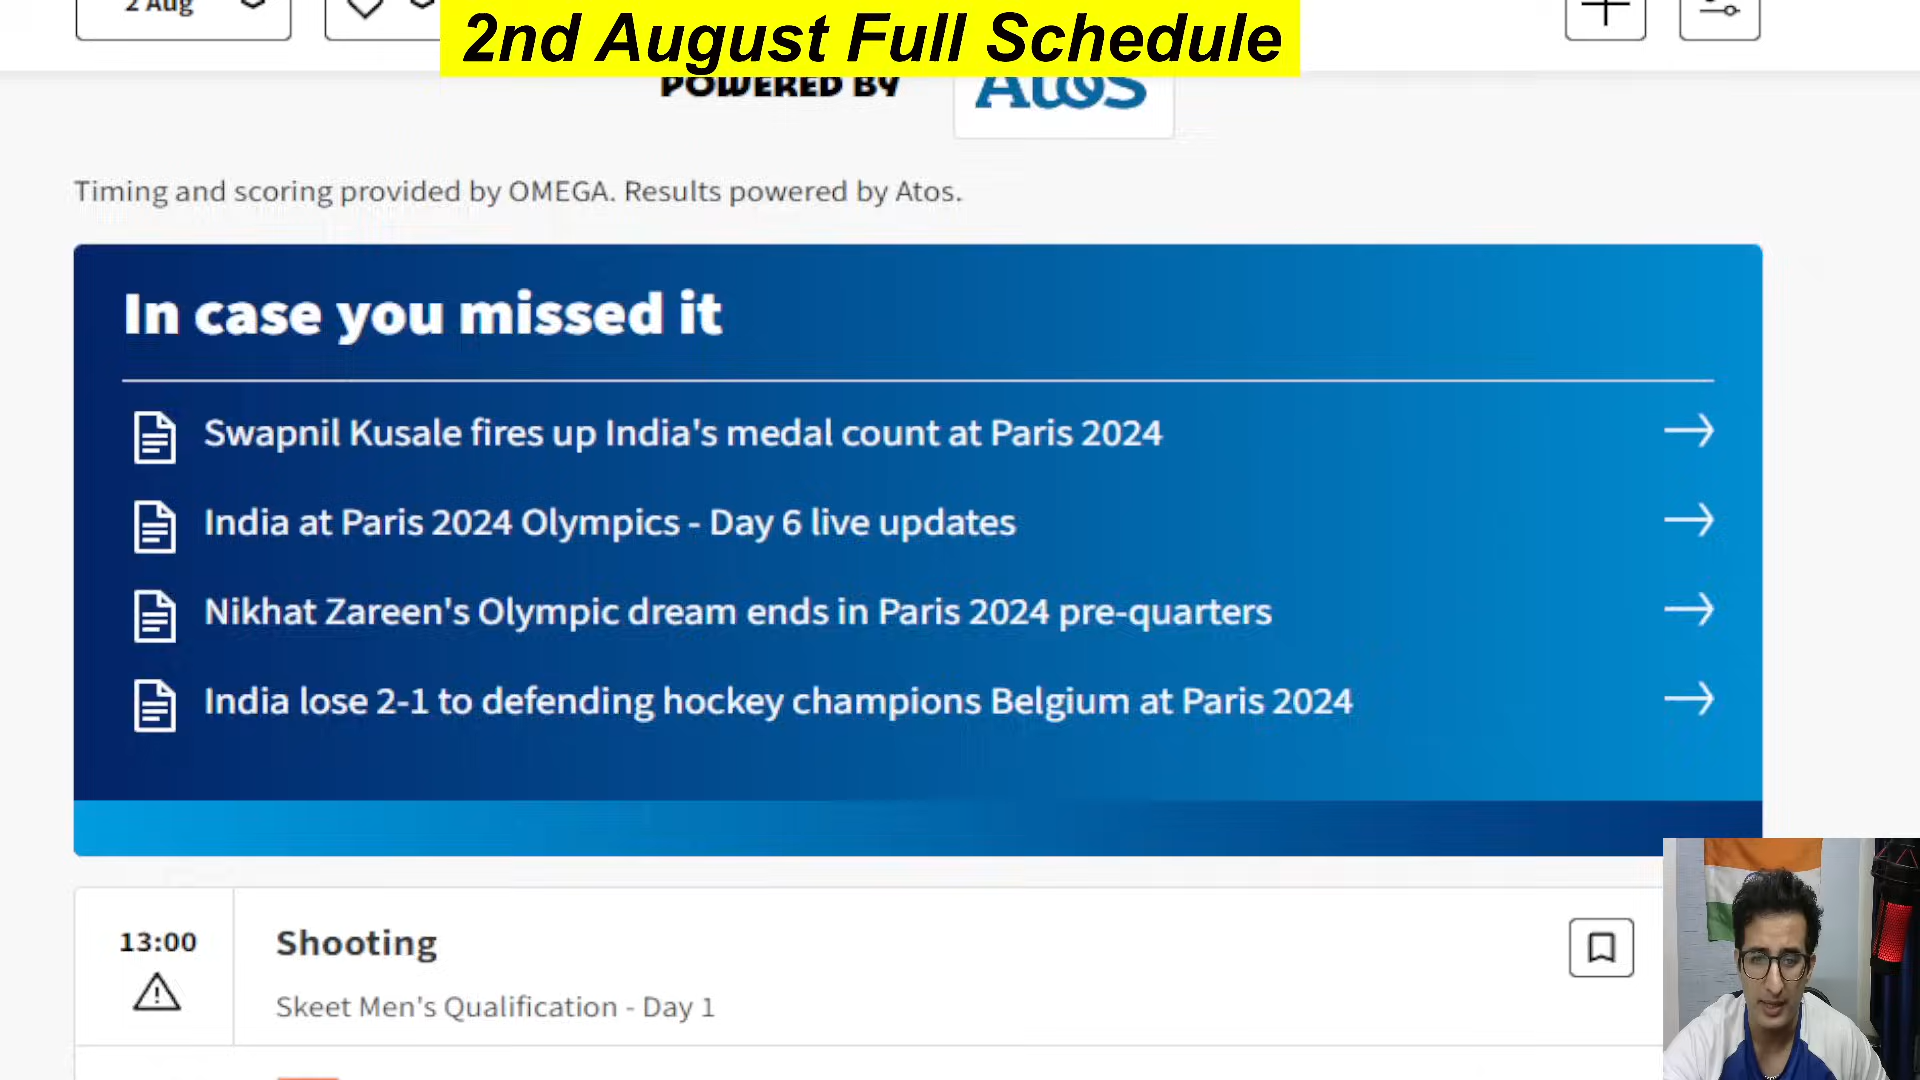 2 Aug
2nd August Full Schedule
POWERED BY
Atos
Timing and scoring provided by OMEGA. Results powered by Atos.
In case you missed it
Swapnil Kusale fires up India's medal count at Paris 2024
India at Paris 2024 Olympics - Day 6 live updates
Nikhat Zareen's Olympic dream ends in Paris 2024 pre-quarters
India lose 2-1 to defending hockey champions Belgium at Paris 2024
13:00
Shooting
Skeet Men's Qualification - Day 1